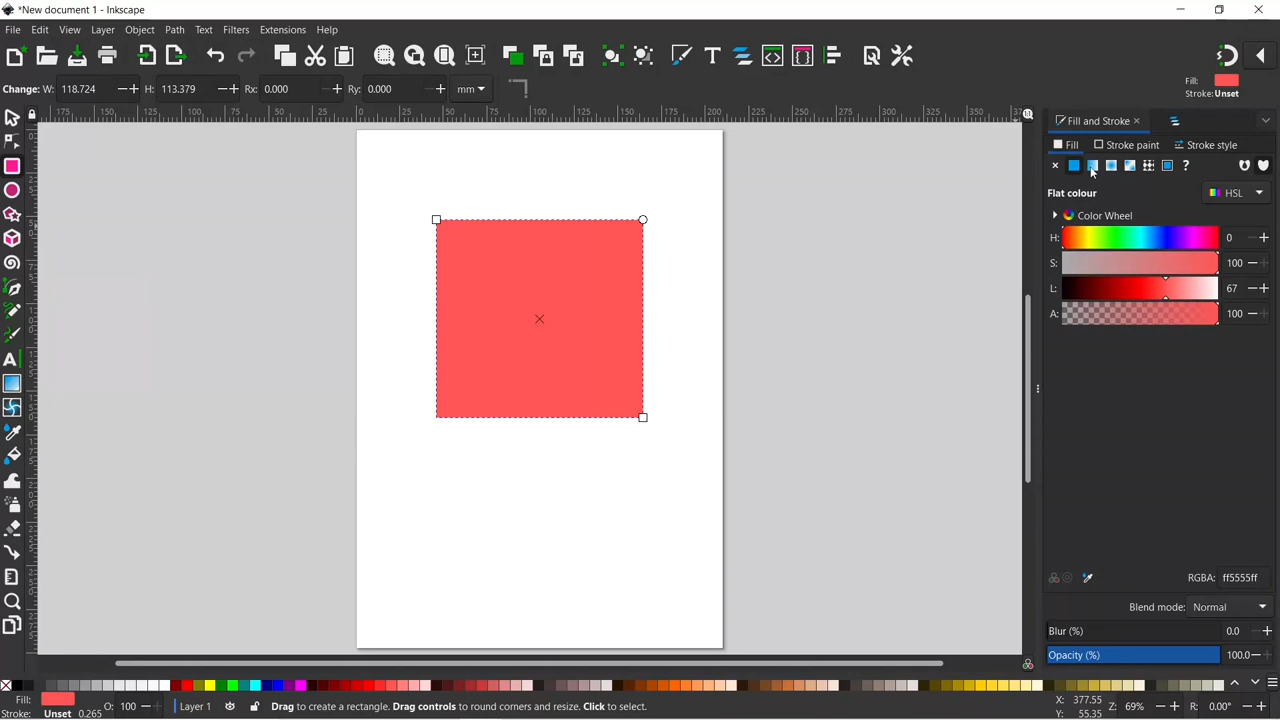 *New document 1 - Inkscape
File Edit View Layer Object Path Text Filters Extensions Help
Change: W: 118.724 H: 113.379 Rx: 0.000 Ry: 0.000 mm
Fill:
Stroke: Unset
Fill and Stroke
Fill Stroke paint Stroke style
Flat colour HSL
Color Wheel
H: 0
S: 100
L: 67
A: 100
RGBA: ff5555ff
Blend mode: Normal
Blur (%) 0.0
Opacity (%) 100.0
Fill:
Stroke: Unset 0.265
O: 100
Layer 1
Drag to create a rectangle. Drag controls to round corners and resize. Click to select.
X: 377.55
Y: 55.35
Z: 69%
R: 0.00°